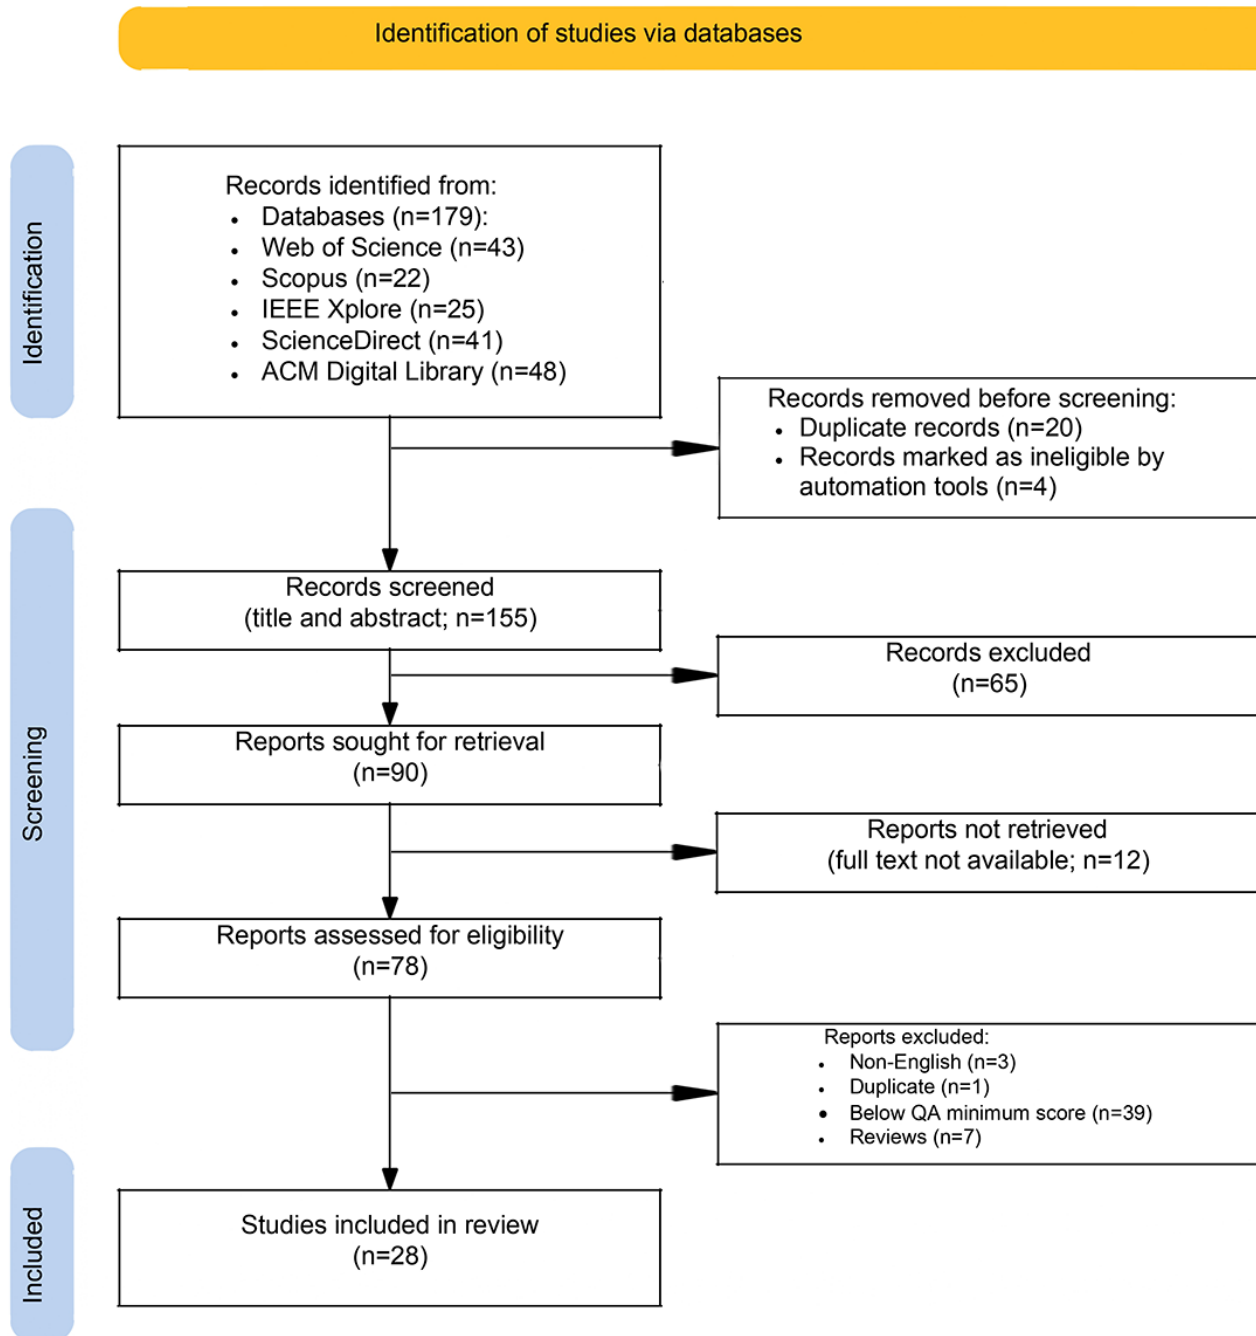 Identification of studies via databases
Identification
Records identified from:
• Databases (n=179):
• Web of Science (n=43)
• Scopus (n=22)
• IEEE Xplore (n=25)
• ScienceDirect (n=41)
• ACM Digital Library (n=48)
Records removed before screening:
• Duplicate records (n=20)
• Records marked as ineligible by
automation tools (n=4)
Screening
Records screened
(title and abstract; n=155)
Records excluded
(n=65)
Reports sought for retrieval
(n=90)
Reports not retrieved
(full text not available; n=12)
Reports assessed for eligibility
(n=78)
Reports excluded:
• Non-English (n=3)
• Duplicate (n=1)
• Below QA minimum score (n=39)
• Reviews (n=7)
Included
Studies included in review
(n=28)